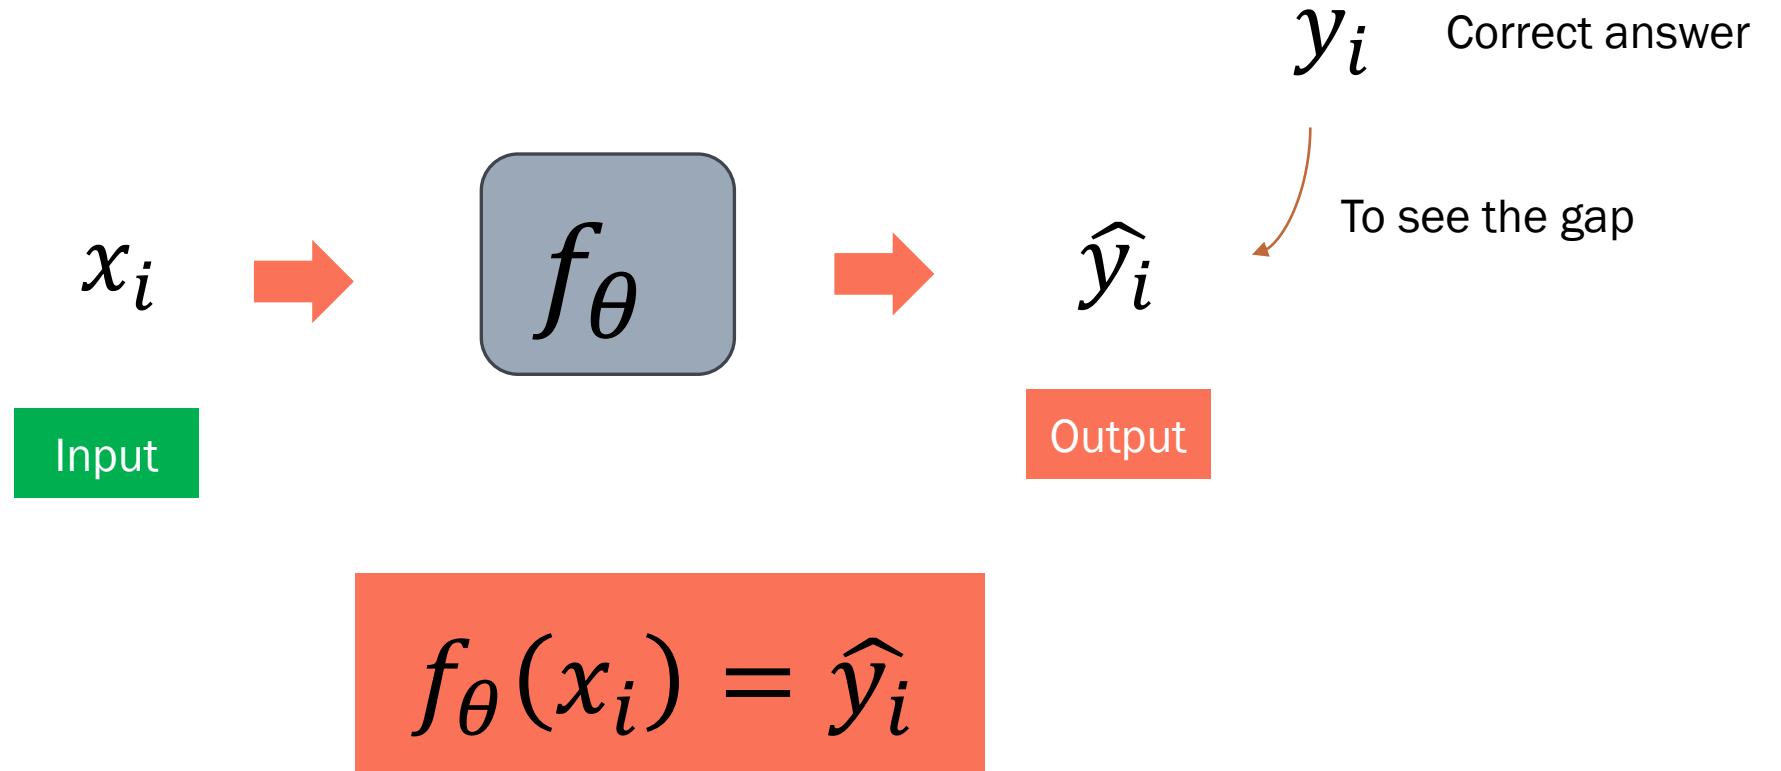 yᵢ Correct answer
To see the gap
xᵢ
f_θ
ŷᵢ
Input
Output
f_θ(xᵢ) = ŷᵢ